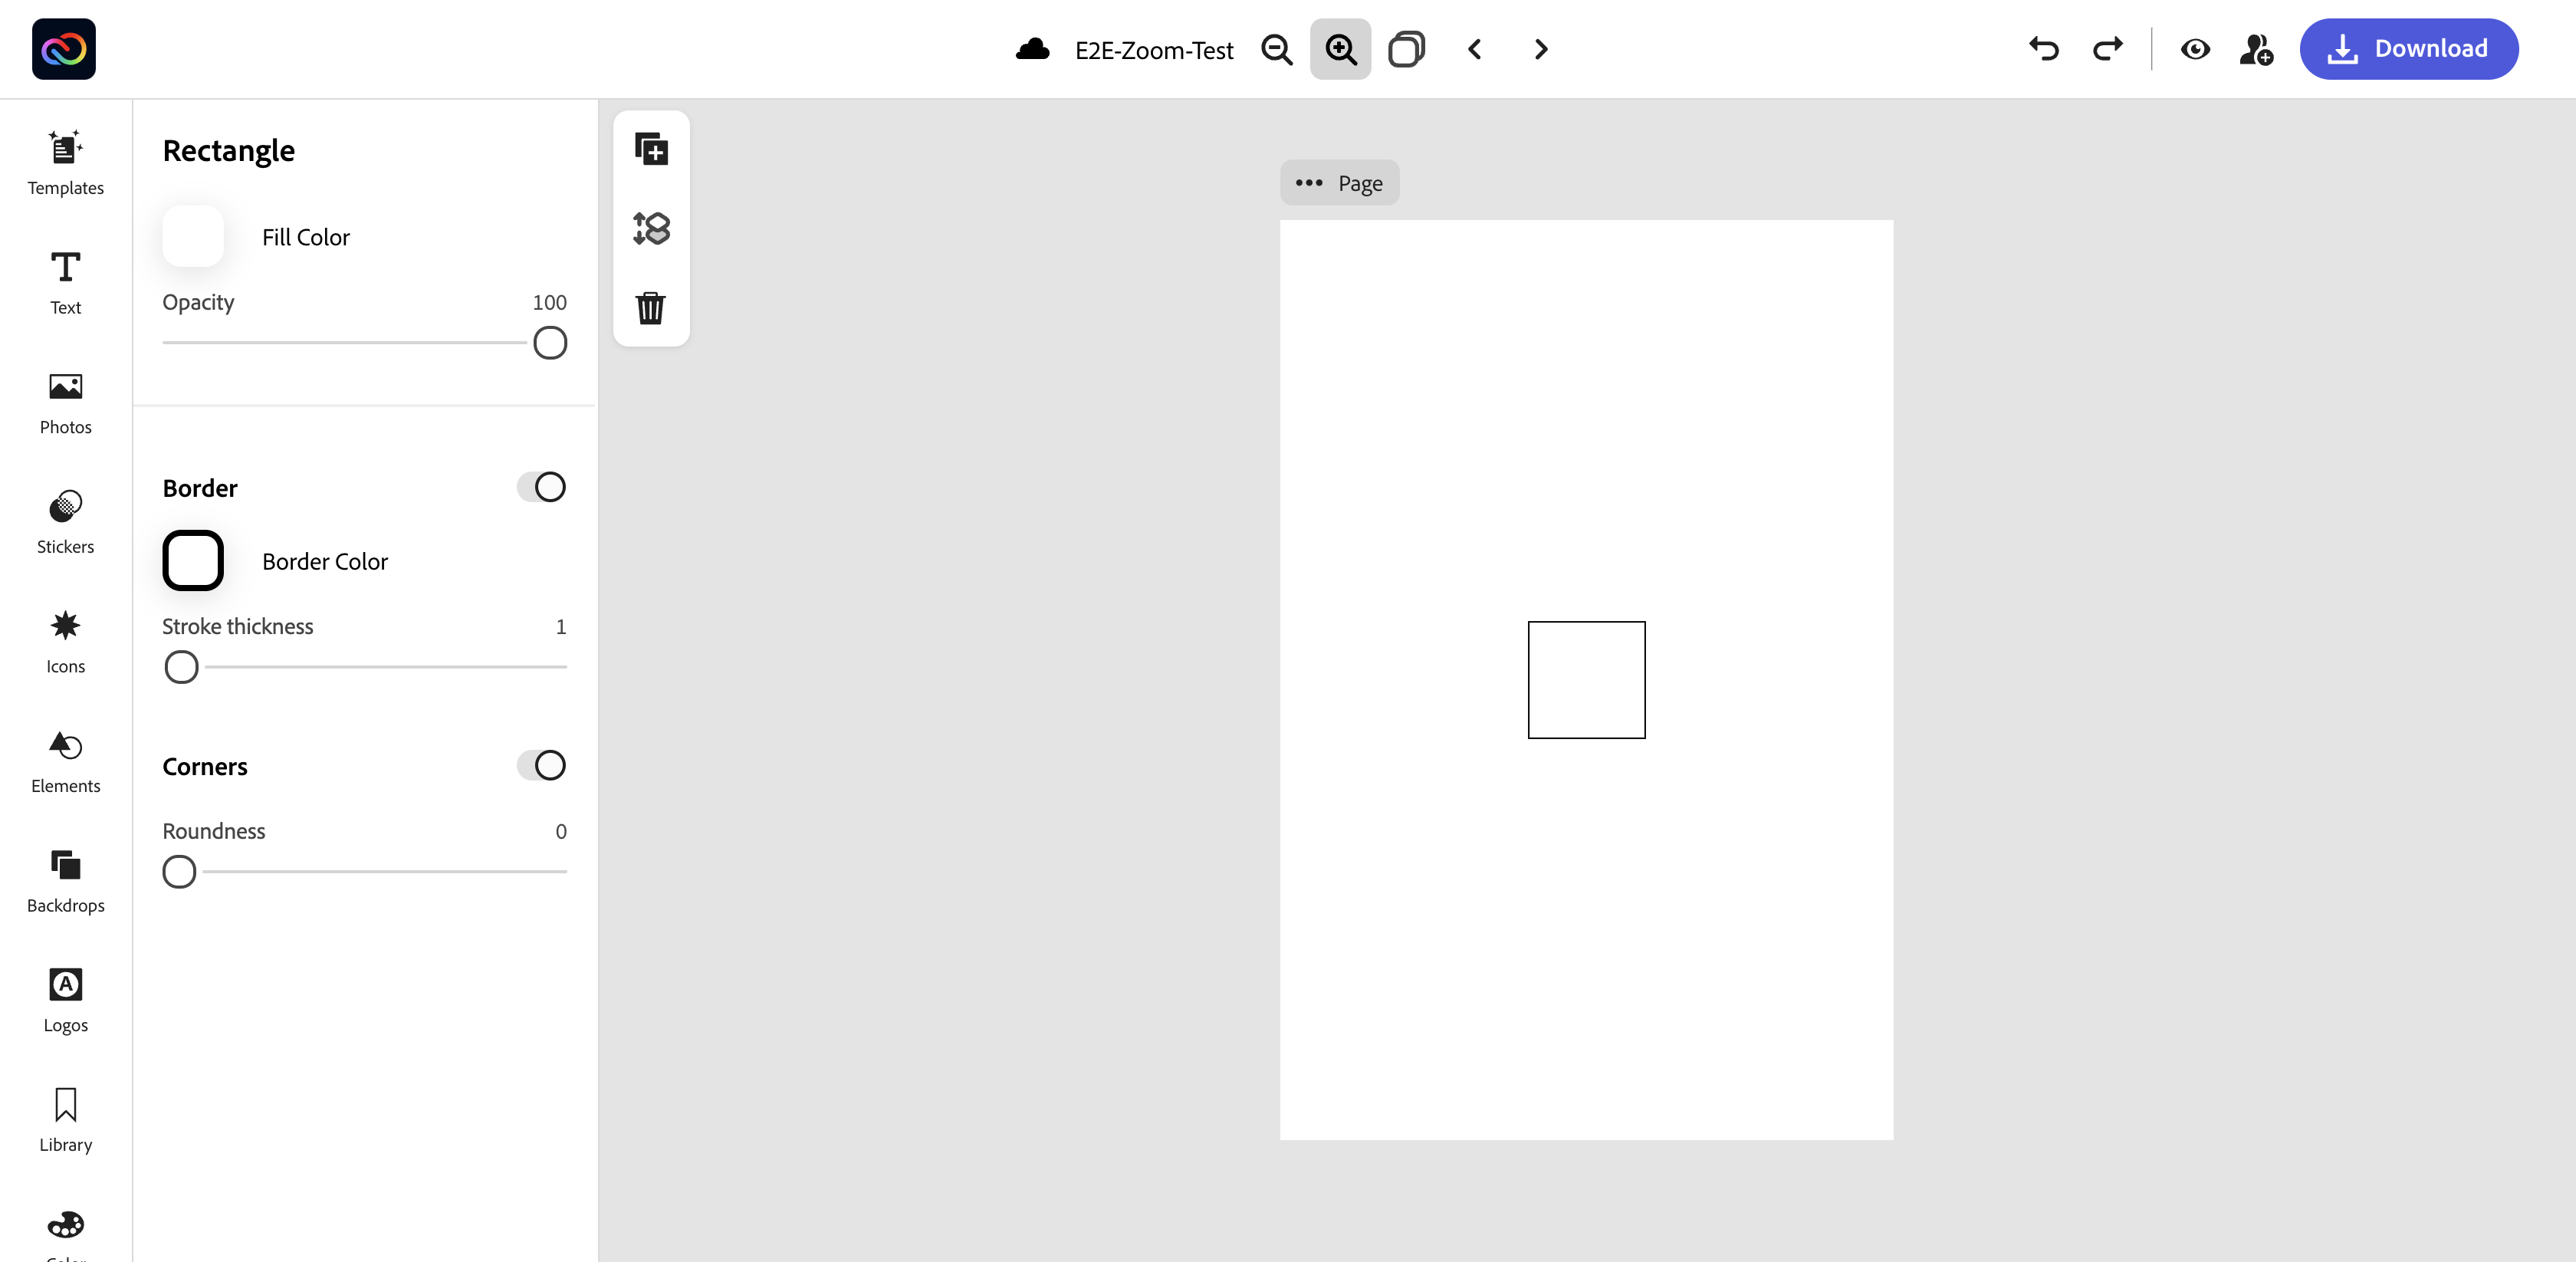 E2E-Zoom-Test
Download
Templates
Text
Photos
Stickers
Icons
Elements
Backdrops
A
Logos
Library
Color
Rectangle
Fill Color
Opacity 100
Border
Border Color
Stroke thickness 1
Corners
Roundness 0
••• Page